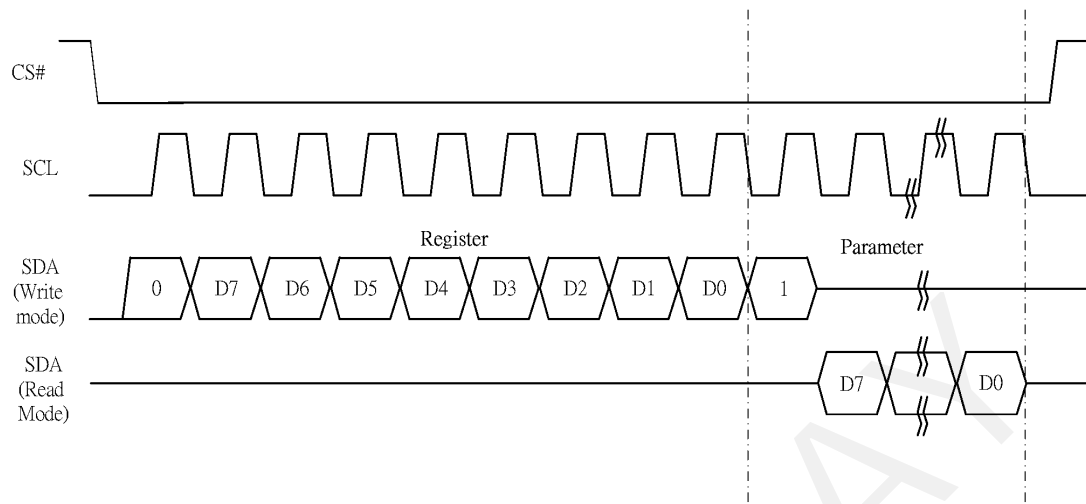 CS#
SCL
Register
Parameter
SDA
(Write
mode)
0 D7 D6 D5 D4 D3 D2 D1 D0 1
SDA
(Read
Mode)
D7 D0
AY